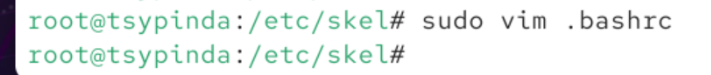 root@tsypinda:/etc/skel# sudo vim .bashrc
root@tsypinda:/etc/skel#